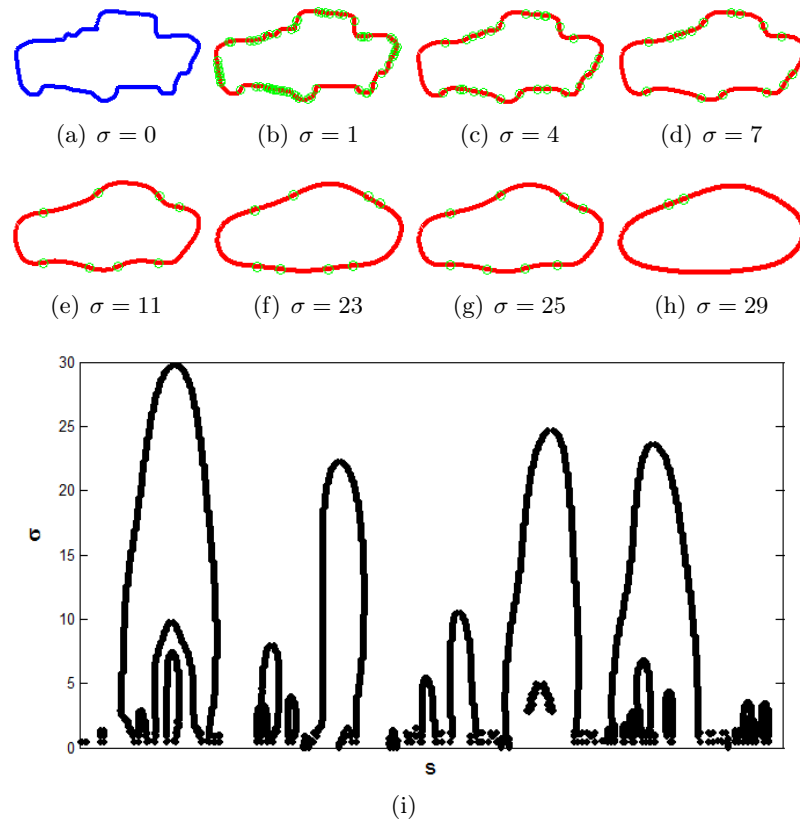 (a) σ = 0
(b) σ = 1
(c) σ = 4
(d) σ = 7
(e) σ = 11
(f) σ = 23
(g) σ = 25
(h) σ = 29
30
25
20
15
10
5
0
σ
s
(i)